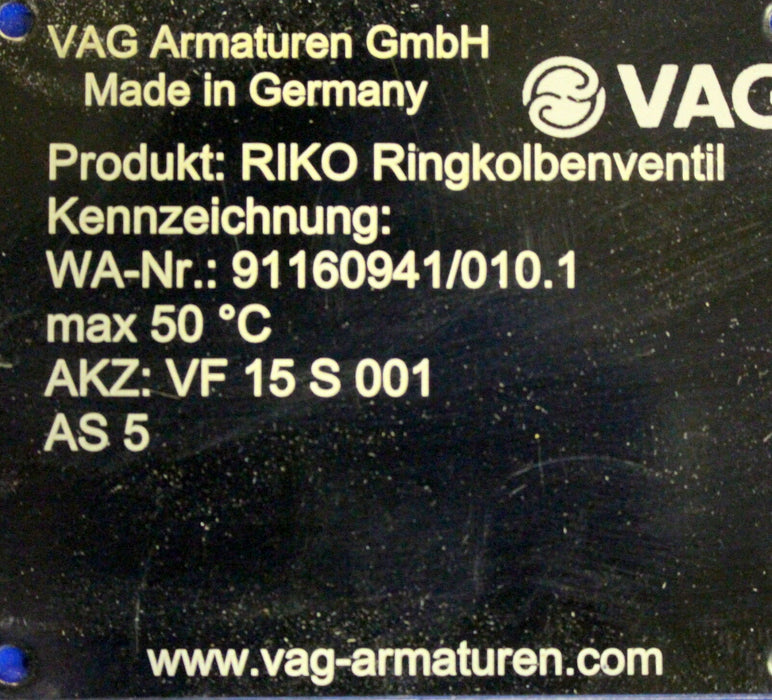 VAG Armaturen GmbH
Made in Germany
VAG
Produkt: RIKO Ringkolbenventil
Kennzeichnung:
WA-Nr.: 91160941/010.1
max 50 °C
AKZ: VF 15 S 001
AS 5
www.vag-armaturen.com